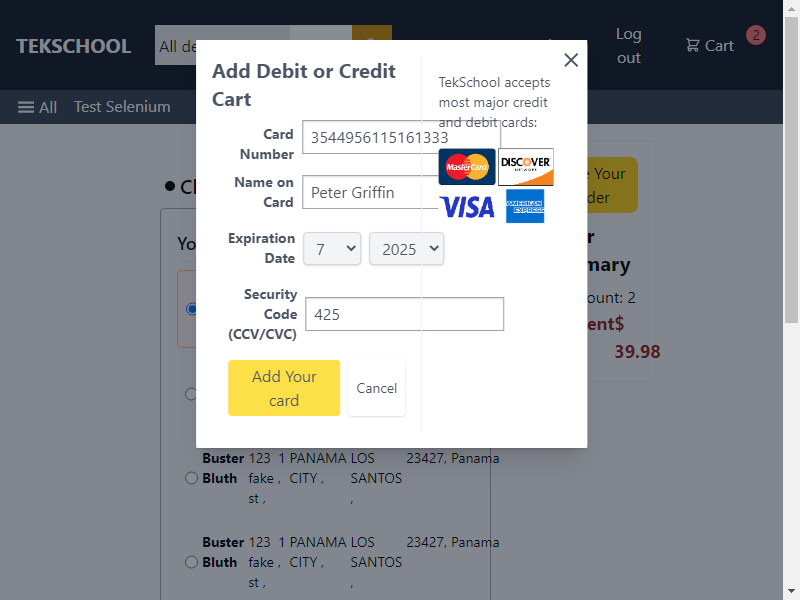 TEKSCHOOL
All de
Log out
Cart
2
All
Test Selenium
Add Debit or Credit Cart
Card Number
3544956115161333
Name on Card
Peter Griffin
Expiration Date
7
2025
Security Code (CCV/CVC)
425
Add Your card
Cancel
TekSchool accepts most major credit and debit cards:
MasterCard
DISCOVER
NETWORK
VISA
AMERICAN EXPRESS
Yo
Your
der
r
mary
ount: 2
ent$
39.98
Buster Bluth
123 fake st ,
1
PANAMA CITY ,
LOS SANTOS ,
23427, Panama
Buster Bluth
123 fake st ,
1
PANAMA CITY ,
LOS SANTOS ,
23427, Panama